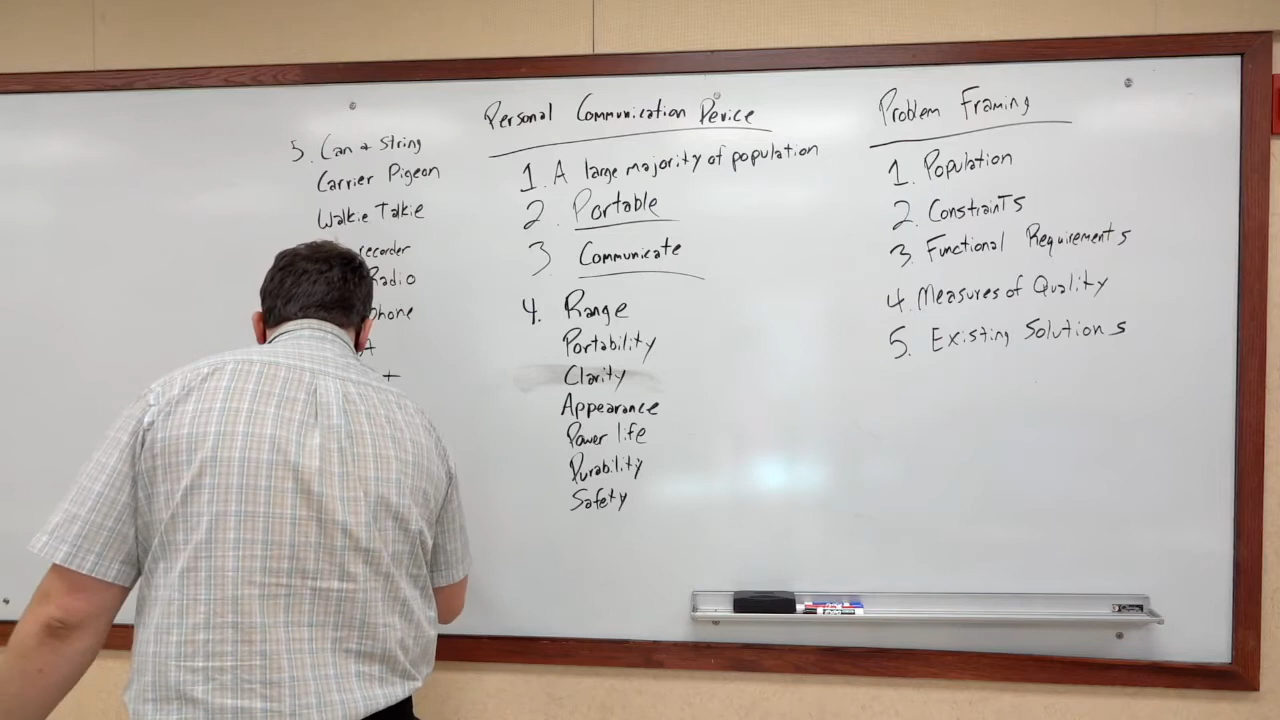 5. Can & String
Carrier Pigeon
Walkie Talkie
recorder
Radio
phone
Personal Communication Device
1. A large majority of population
2. Portable
3 Communicate
4. Range
Portability
Clarity
Appearance
Power life
Durability
Safety
Problem Framing
1. Population
2. Constraints
3. Functional Requirements
4. Measures of Quality
5. Existing Solutions